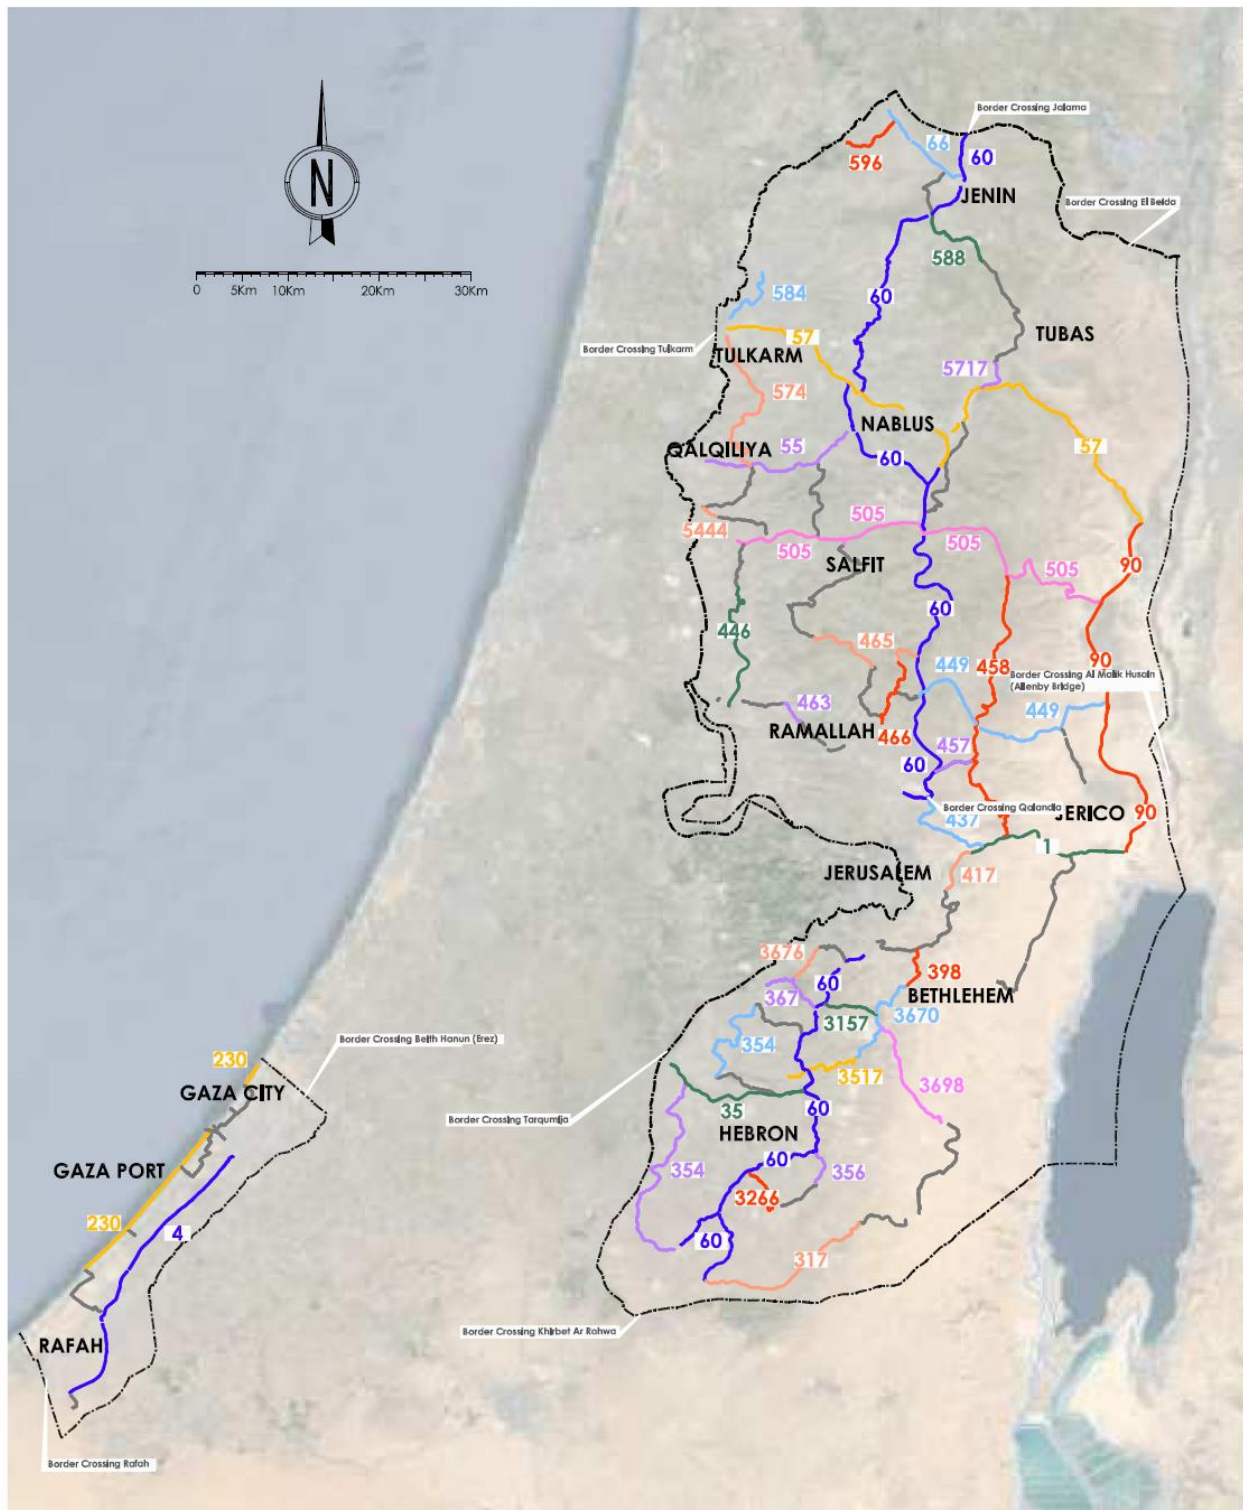 Border Crossing Jalama
66
60
596
N
JENIN
Border Crossing El Beida
588
0 5Km 10Km 20Km 30Km
584
60
57
TUBAS
Border Crossing Tulkarm
TULKARM
5717
574
NABLUS
QALQILIYA
55
60
57
505
5444
505
505
SALFIT
505
90
60
446
465
449
458
90
Border Crossing Al Malik Husain
(Allenby Bridge)
463
449
RAMALLAH
466
457
60
Border Crossing Qalandia
437
JERICO
90
1
JERUSALEM
417
3676
398
60
BETHLEHEM
367
3157
3670
354
Border Crossing Beith Hanun (Erez)
230
3517
GAZA CITY
3698
35
60
Border Crossing Tarqumija
HEBRON
60
GAZA PORT
354
356
3266
230
4
60
317
Border Crossing Khirbet Ar Rahwa
RAFAH
Border Crossing Rafah